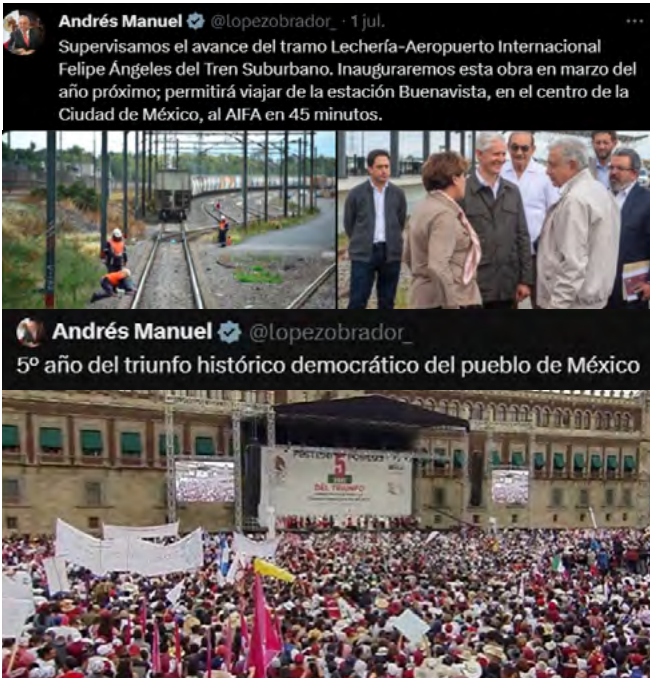 Andrés Manuel @lopezobrador_ · 1 jul.
Supervisamos el avance del tramo Lechería-Aeropuerto Internacional
Felipe Ángeles del Tren Suburbano. Inauguraremos esta obra en marzo del
año próximo; permitirá viajar de la estación Buenavista, en el centro de la
Ciudad de México, al AIFA en 45 minutos.
Andrés Manuel @lopezobrador_
5º año del triunfo histórico democrático del pueblo de México
5
DEL TRIUNFO